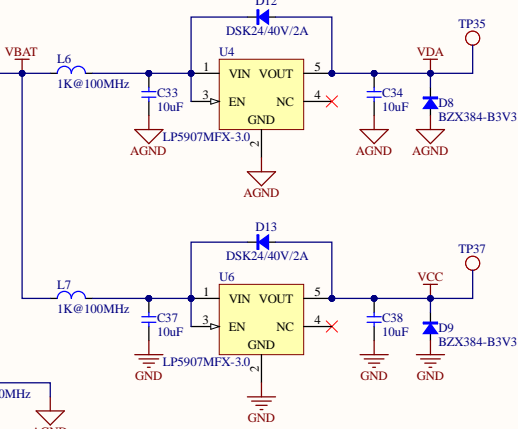 D12
DSK24/40V/2A
TP35
VBAT
L6
U4
VDA
1 VIN VOUT 5
1K@100MHz
C33
10uF
3 EN NC 4
C34
10uF
D8
BZX384-B3V3
GND
LP5907MFX-3.0
2
AGND
AGND
AGND
AGND
D13
DSK24/40V/2A
TP37
L7
U6
VCC
1 VIN VOUT 5
1K@100MHz
C37
10uF
3 EN NC 4
C38
10uF
D9
BZX384-B3V3
GND
LP5907MFX-3.0
2
GND
GND
GND
GND
0MHz